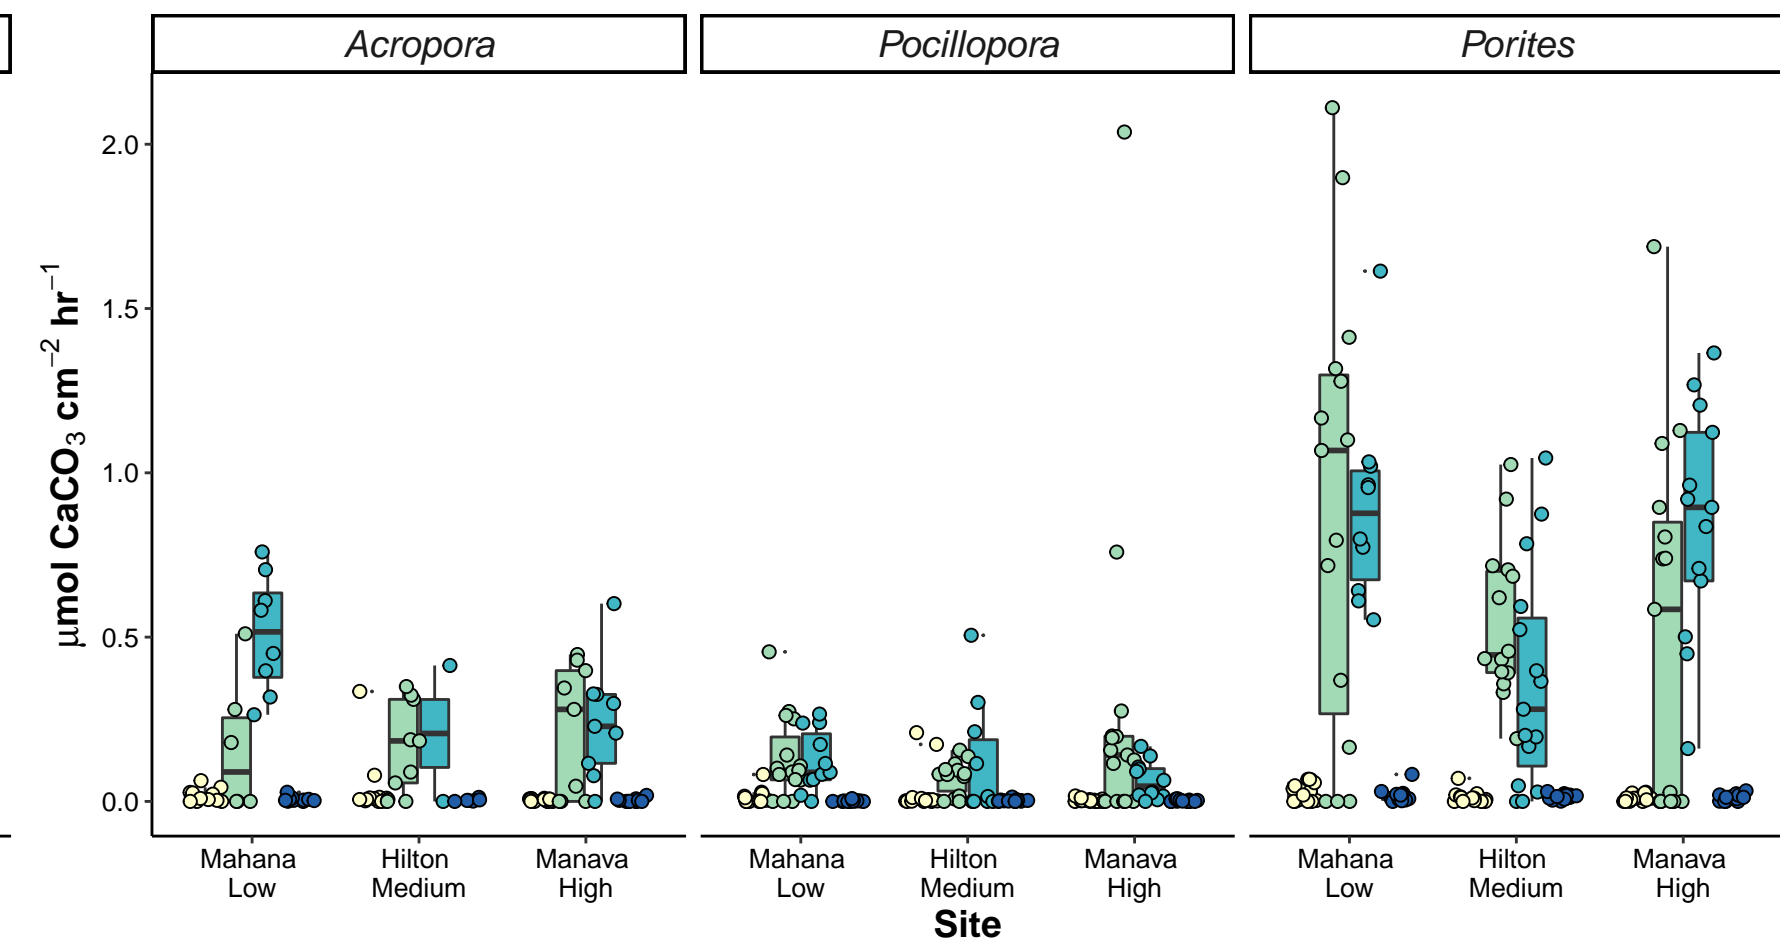 Acropora Pocillopora Porites
μmol CaCO₃ cm⁻² hr⁻¹
2.0
1.5
1.0
0.5
0.0
Mahana Hilton Manava Mahana Hilton Manava Mahana Hilton Manava
Low Medium High Low Medium High Low Medium High
Site